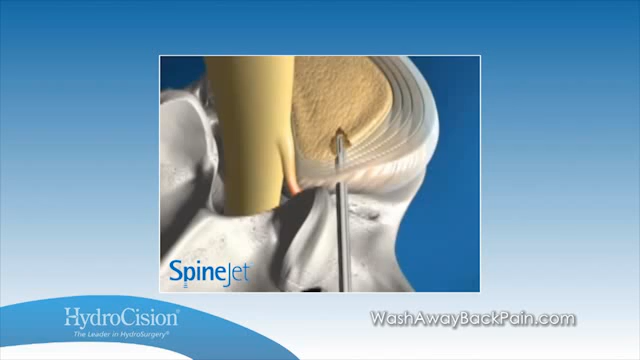 SpineJet
HydroCision®
The Leader in HydroSurgery®
WashAwayBackPain.com